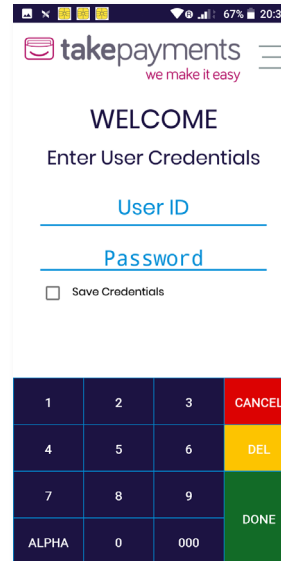 67% 20:3
takepayments
we make it easy
WELCOME
Enter User Credentials
User ID
Password
Save Credentials
1 2 3 CANCEL
4 5 6 DEL
7 8 9
DONE
ALPHA 0 000